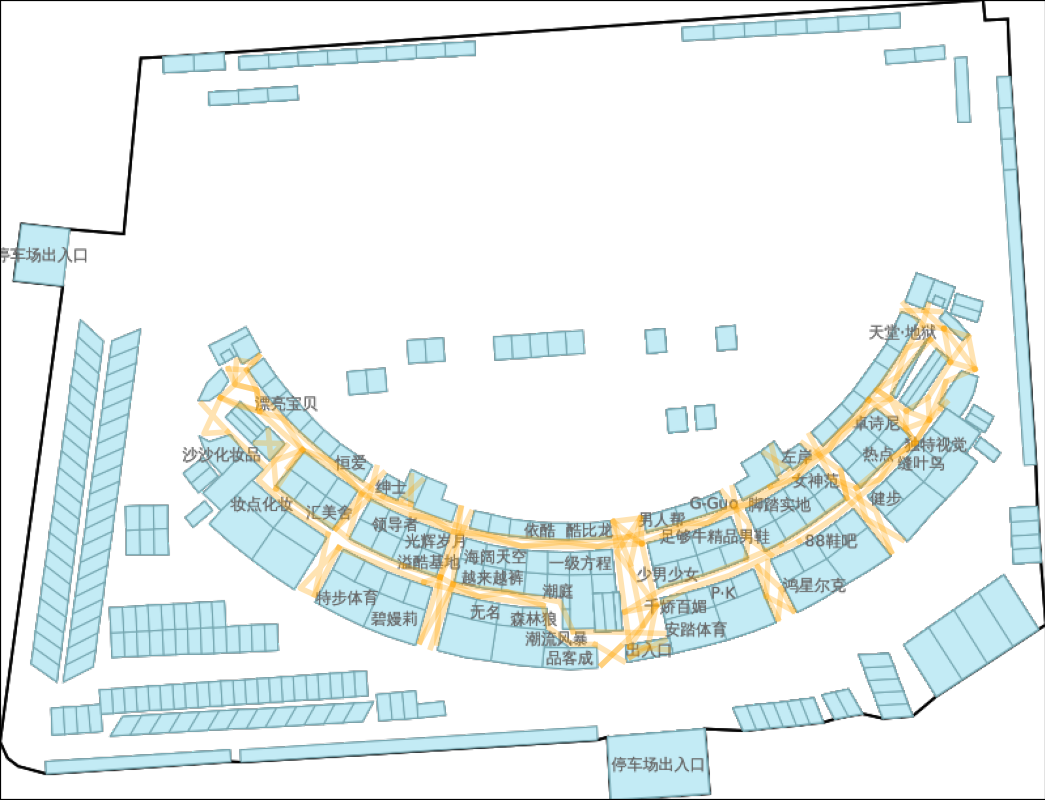 停车场出入口
天堂·地狱
漂亮宝贝
卓诗尼
独特视觉
沙沙化妆品
热点
缝叶鸟
恒爱
左岸
绅士
女神范
健步
妆点化妆
汇美舍
G-Guo
脚踏实地
领导者
男人帮
依酷
酷比龙
足够牛精品男鞋
光辉岁月
88鞋吧
海阔天空
一级方程
溢酷基地
越来越裤
少男少女
鸿星尔克
潮庭
P·K
特步体育
千娇百媚
无名
森林狼
碧嫚莉
安踏体育
潮流风暴
出入口
品客成
停车场出入口